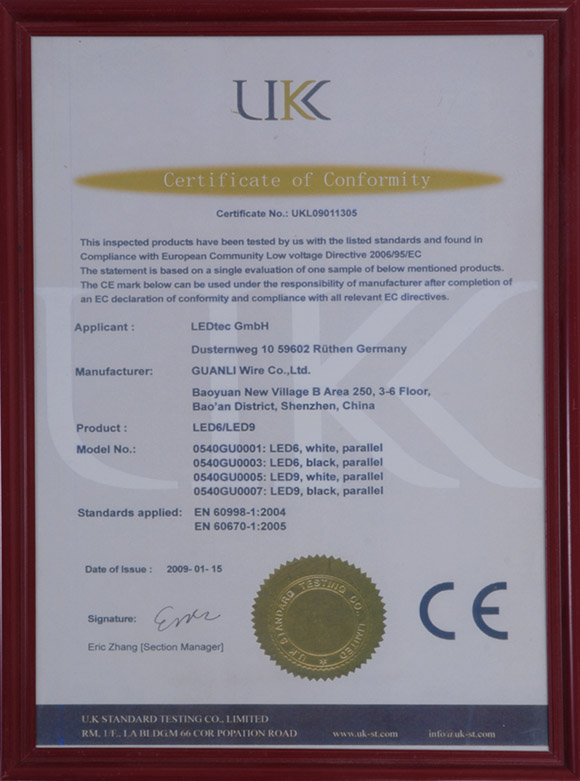 UK
Certificate of Conformity
Certificate No.: UKL09011305
This inspected products have been tested by us with the listed standards and found in
Compliance with European Community Low voltage Directive 2006/95/EC
The statement is based on a single evaluation of one sample of below mentioned products.
The CE mark below can be used under the responsibility of manufacturer after completion of
an EC declaration of conformity and compliance with all relevant EC directives.
Applicant : LEDtec GmbH
Dusternweg 10 59602 Rüthen Germany
Manufacturer: GUANLI Wire Co.,Ltd.
Baoyuan New Village B Area 250, 3-6 Floor,
Bao'an District, Shenzhen, China
Product : LED6/LED9
Model No.: 0540GU0001: LED6, white, parallel
0540GU0003: LED6, black, parallel
0540GU0005: LED9, white, parallel
0540GU0007: LED9, black, parallel
Standards applied: EN 60998-1:2004
EN 60670-1:2005
Date of Issue : 2009- 01- 15
Signature: Eric
Eric Zhang [Section Manager]
U.K STANDARD TESTING CO., LIMITED
CE
U.K STANDARD TESTING CO., LIMITED
RM, 1/F., LA BLDG.M 66 COR POPATION ROAD www.uk-st.com info@uk-st.com